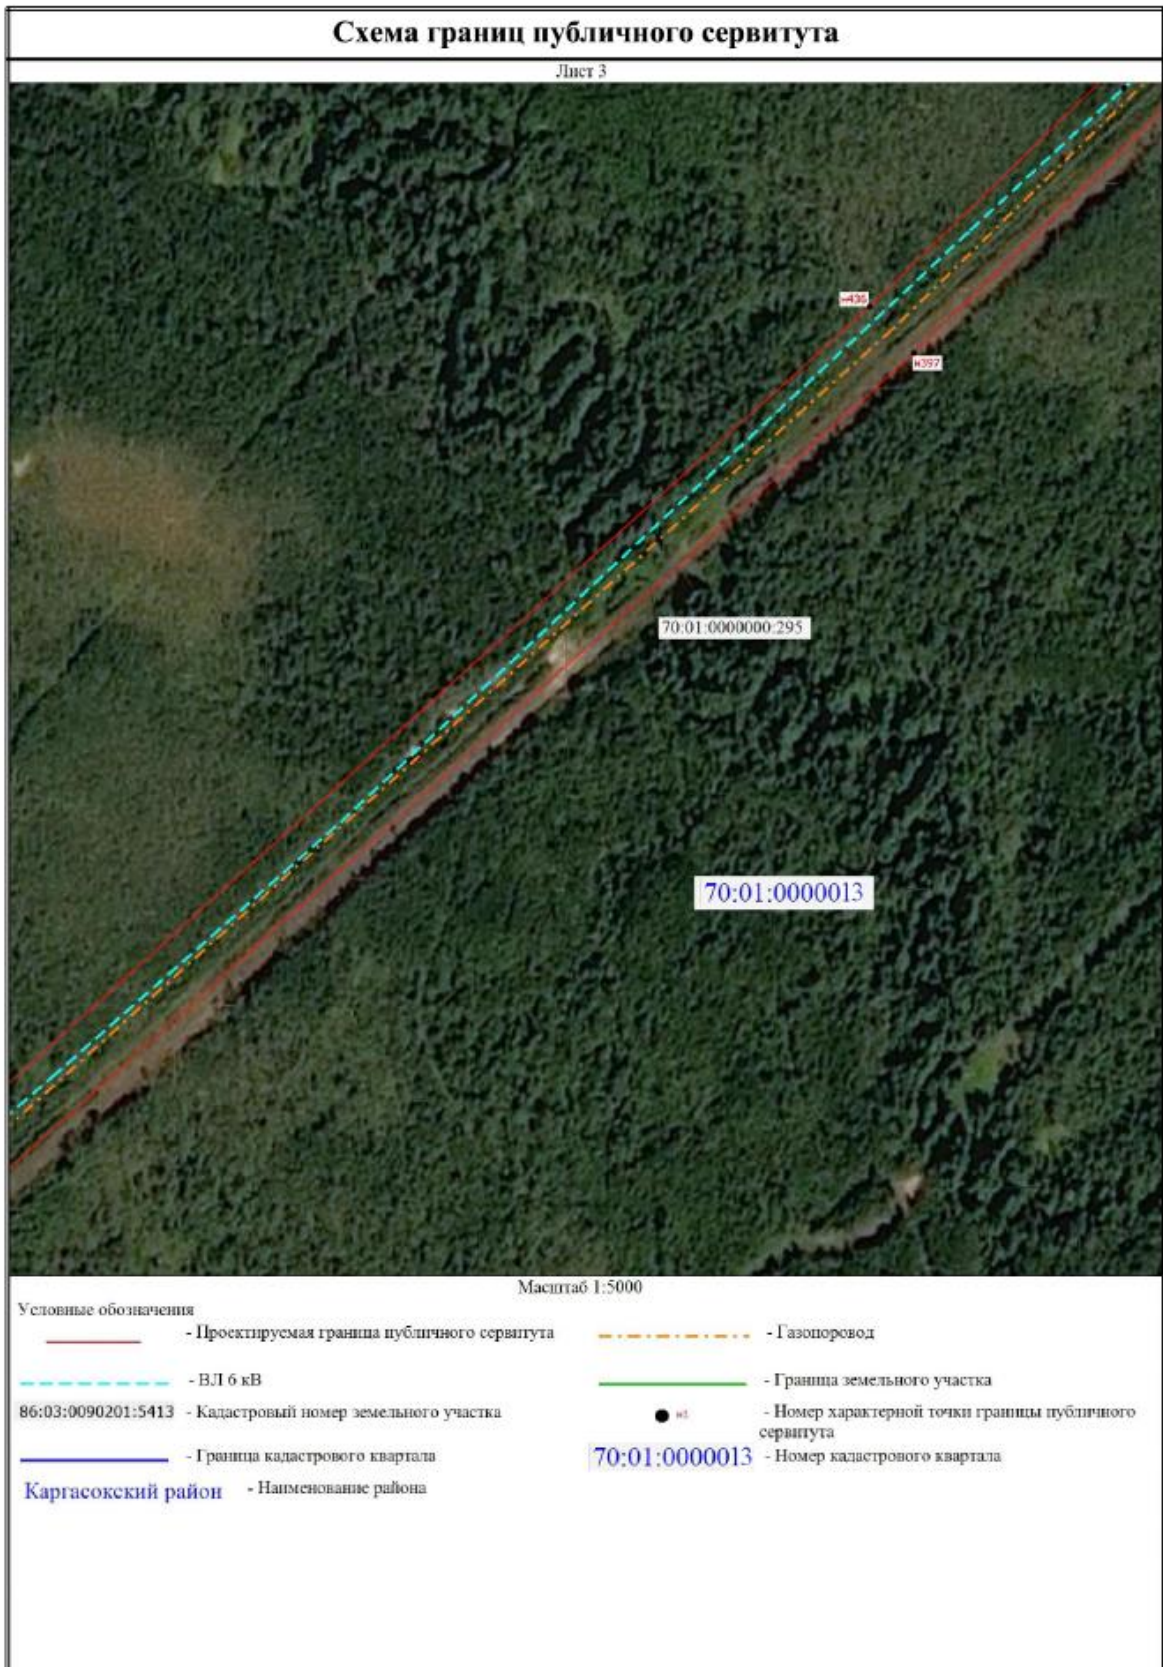 Схема границ публичного сервитута
Лист 3
н436
н397
70:01:0000000:295
70:01:0000013
Масштаб 1:5000
Условные обозначения
- Проектируемая граница публичного сервитута
- Газопоровод
- ВЛ 6 кВ
- Граница земельного участка
86:03:0090201:5413 - Кадастровый номер земельного участка
н1 - Номер характерной точки границы публичного
сервитута
- Граница кадастрового квартала
70:01:0000013 - Номер кадастрового квартала
Каргасокский район - Наименование района